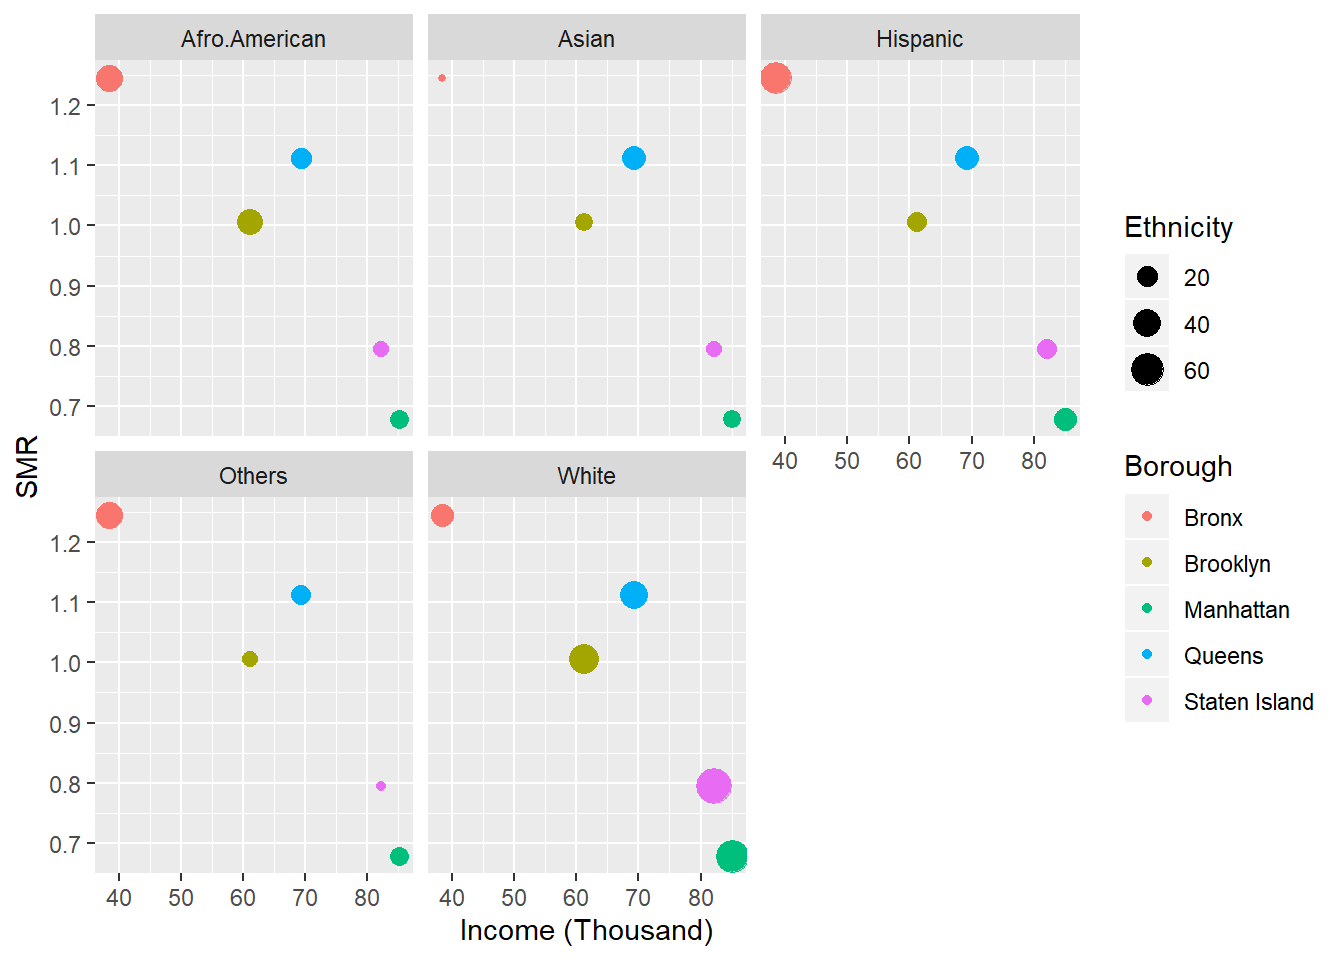 Afro.American Asian Hispanic
1.2
1.1
1.0
0.9
0.8
0.7
40 50 60 70 80
Others White
1.2
1.1
1.0
0.9
0.8
0.7
40 50 60 70 80 40 50 60 70 80
SMR
Income (Thousand)
Ethnicity
20
40
60
Borough
Bronx
Brooklyn
Manhattan
Queens
Staten Island